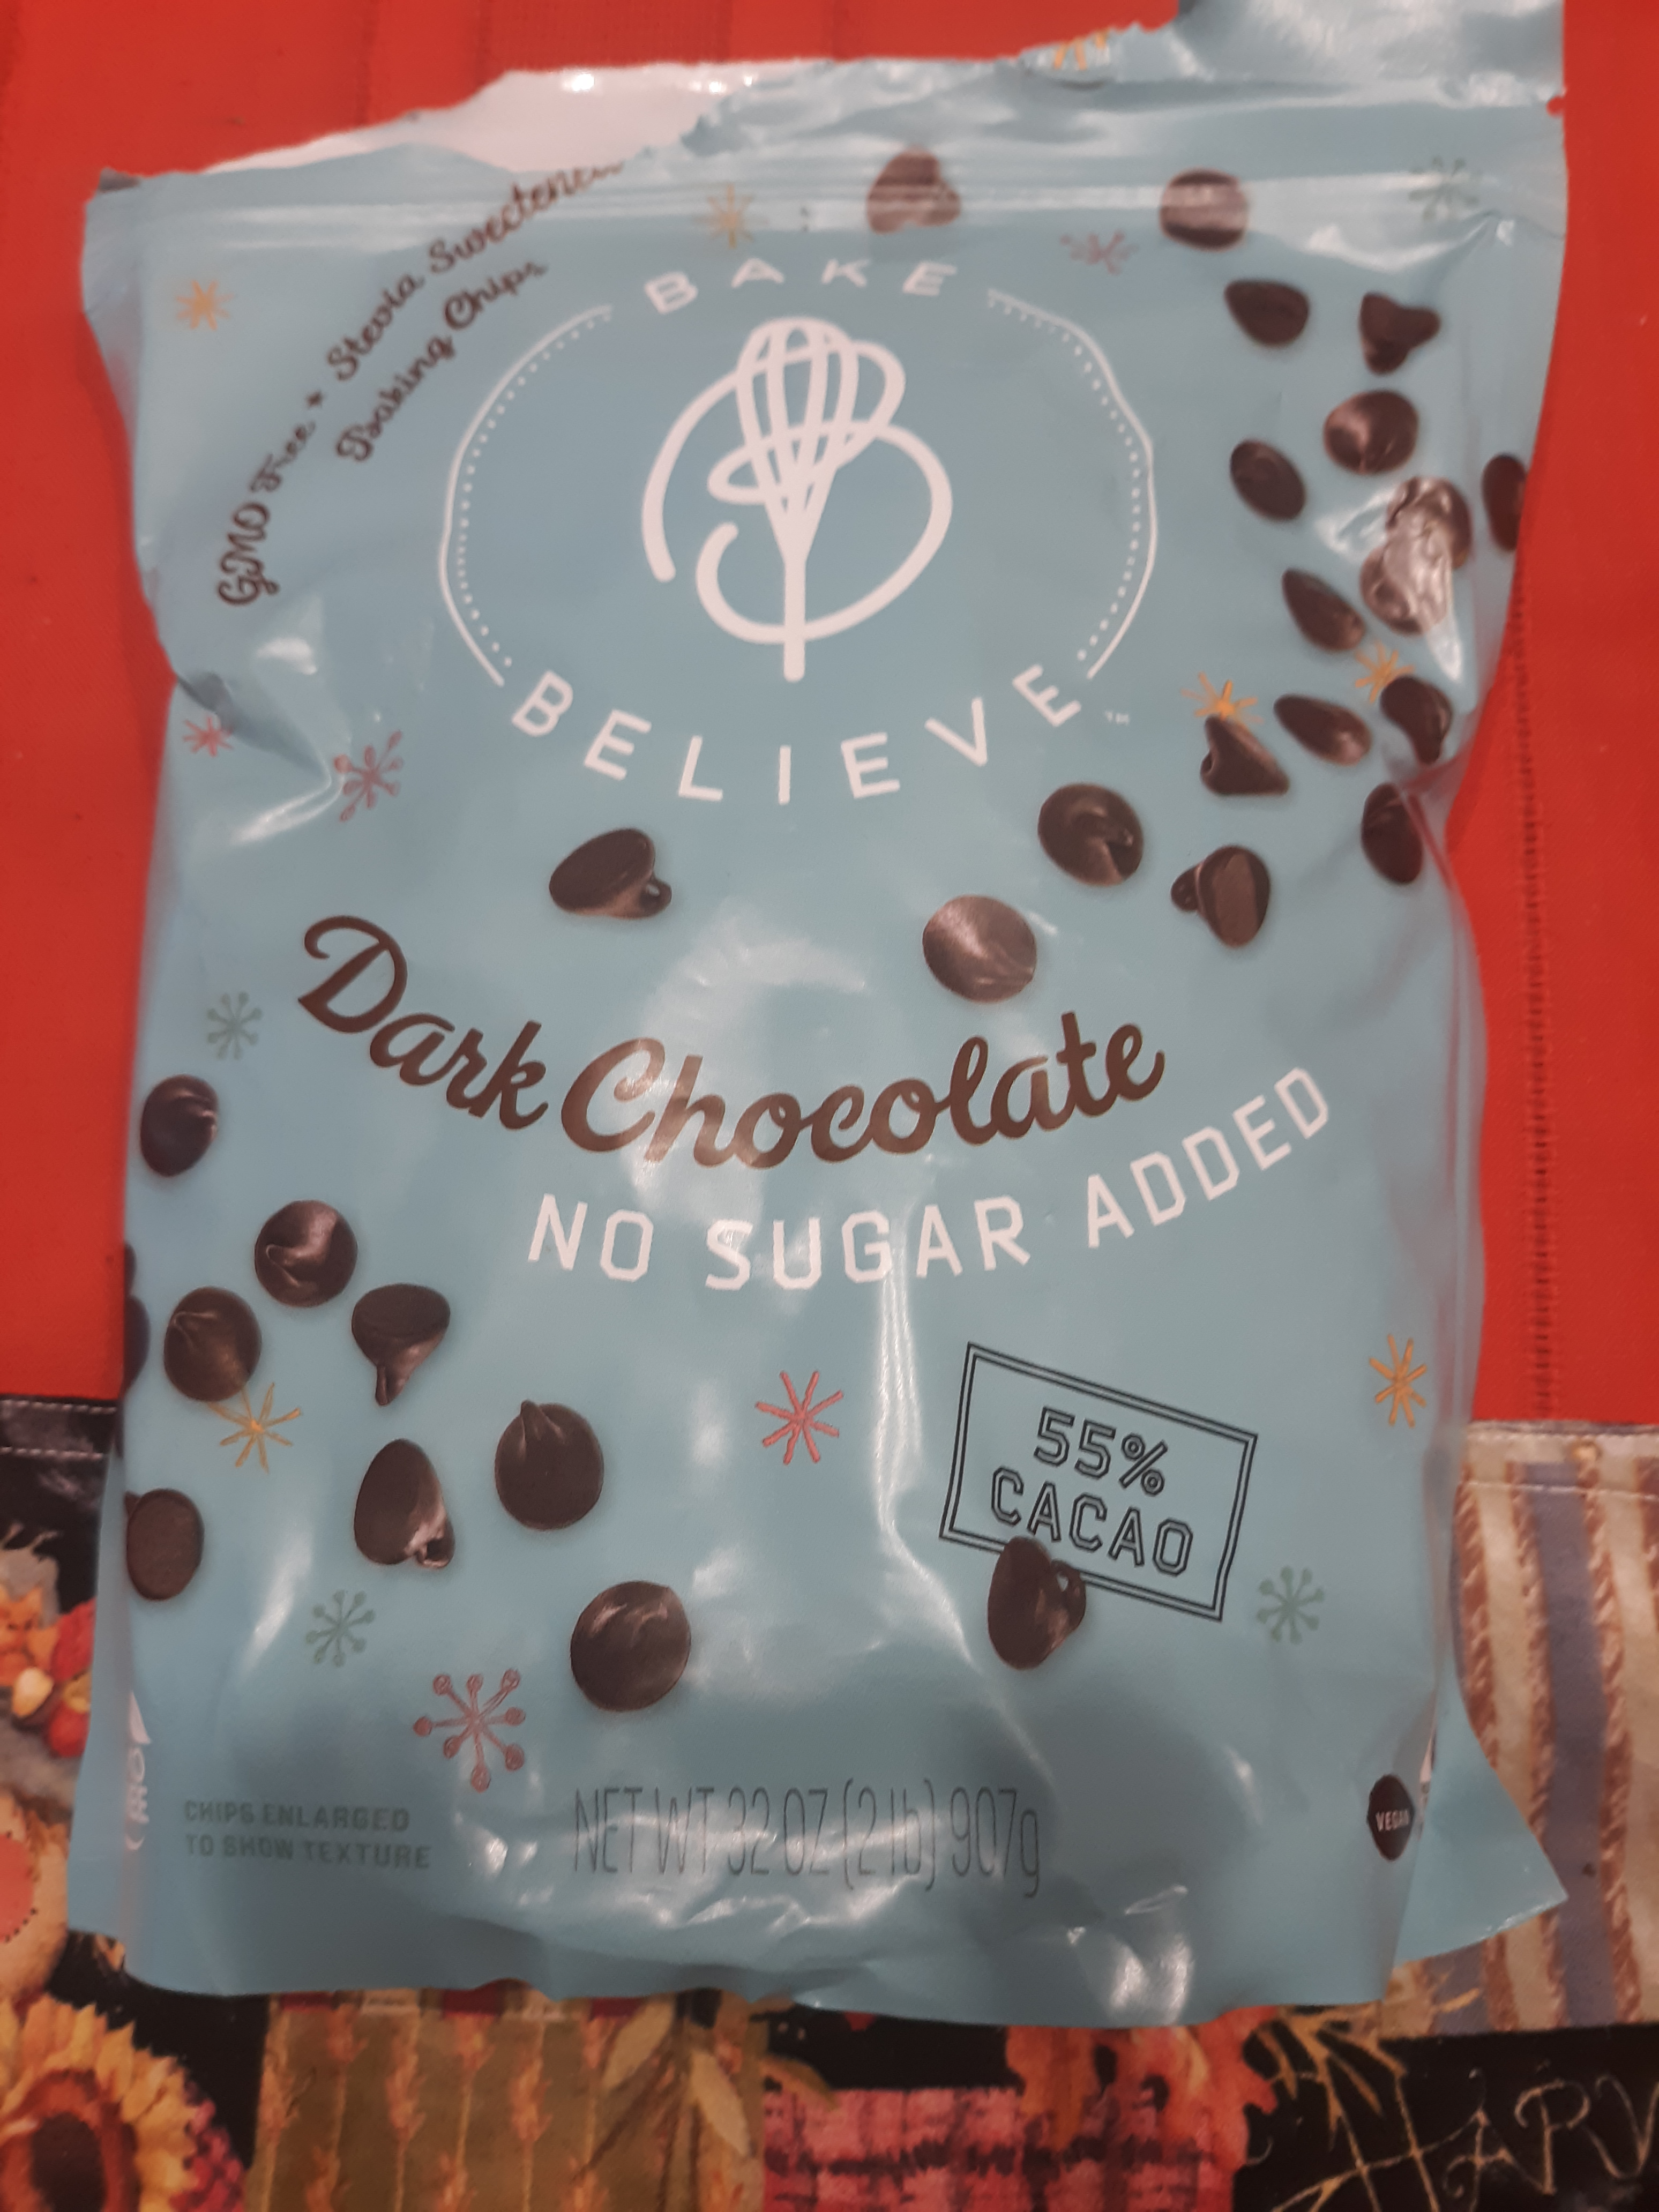 GMO Free + Stevia Sweetened
Baking Chips
BAKE
BELIEVE™
Dark Chocolate
NO SUGAR ADDED
55%
CACAO
CHIPS ENLARGED
TO SHOW TEXTURE
NET WT 32 OZ (2 lb) 907g
VEGAN